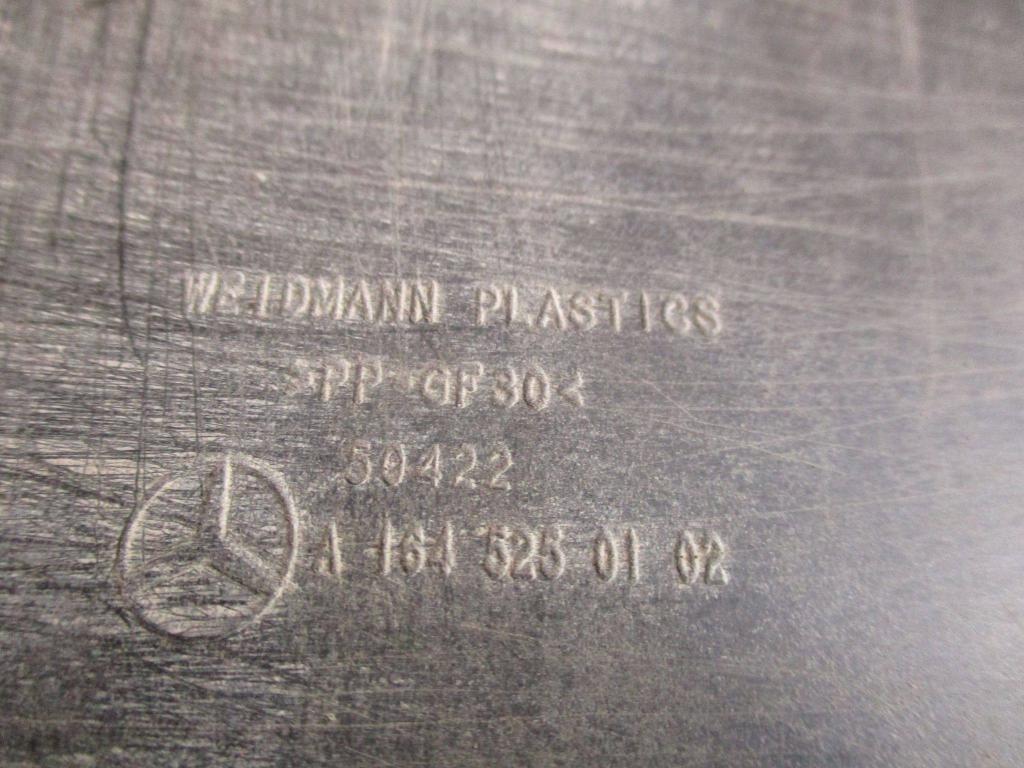 WEIDMANN PLASTICS
>PP-GF30<
50422
A 164 525 01 02